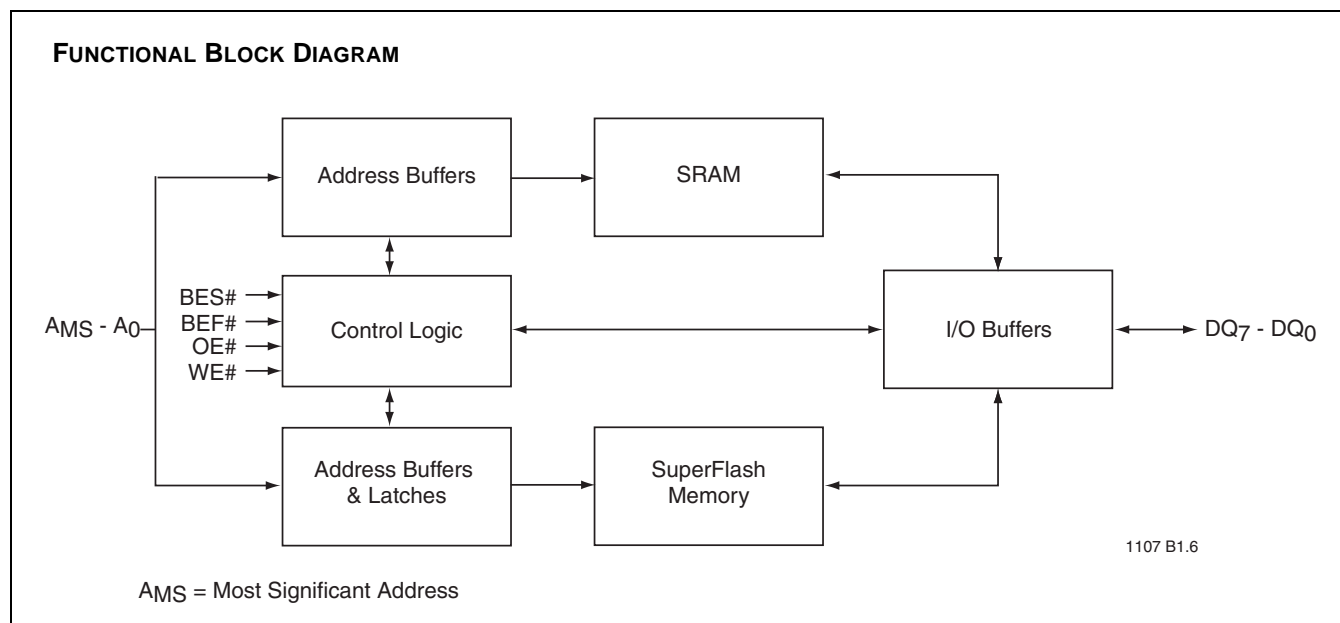 FUNCTIONAL BLOCK DIAGRAM
Address Buffers
SRAM
AMS - A0
BES#
BEF#
OE#
WE#
Control Logic
I/O Buffers
DQ7 - DQ0
Address Buffers
& Latches
SuperFlash
Memory
1107 B1.6
AMS = Most Significant Address